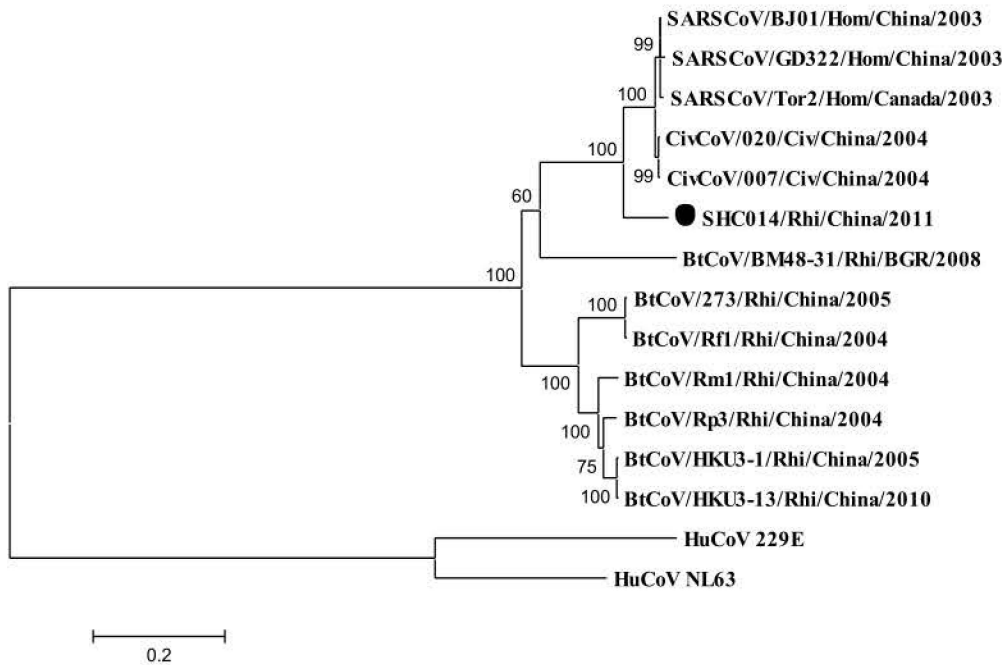 SARSCoV/BJ01/Hom/China/2003
99
SARSCoV/GD322/Hom/China/2003
100
SARSCoV/Tor2/Hom/Canada/2003
CivCoV/020/Civ/China/2004
100
99
CivCoV/007/Civ/China/2004
60
SHC014/Rhi/China/2011
BtCoV/BM48-31/Rhi/BGR/2008
100
100
BtCoV/273/Rhi/China/2005
BtCoV/Rf1/Rhi/China/2004
100
BtCoV/Rm1/Rhi/China/2004
BtCoV/Rp3/Rhi/China/2004
100
75
BtCoV/HKU3-1/Rhi/China/2005
100
BtCoV/HKU3-13/Rhi/China/2010
HuCoV 229E
HuCoV NL63
0.2